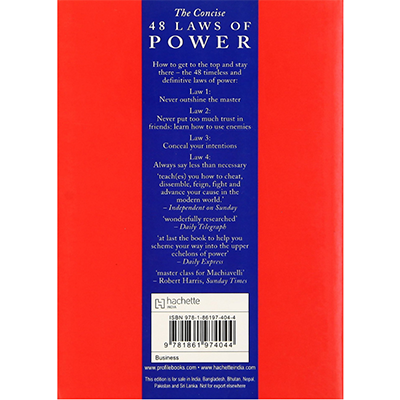 The Concise
48 LAWS OF
POWER
How to get to the top and stay
there – the 48 timeless and
definitive laws of power:
Law 1:
Never outshine the master
Law 2:
Never put too much trust in
friends: learn how to use enemies
Law 3:
Conceal your intentions
Law 4:
Always say less than necessary
'teach(es) you how to cheat,
dissemble, feign, fight and
advance your cause in the
modern world.'
– Independent on Sunday
'wonderfully researched'
– Daily Telegraph
'at last the book to help you
scheme your way into the upper
echelons of power'
– Daily Express
'master class for Machiavelli'
– Robert Harris, Sunday Times
hachette
INDIA
ISBN 978-1-86197-404-4
9 781861 974044
Business
www.profilebooks.com • www.hachetteindia.com
This edition is for sale in India, Bangladesh, Bhutan, Nepal,
Pakistan and Sri Lanka. Not for export elsewhere